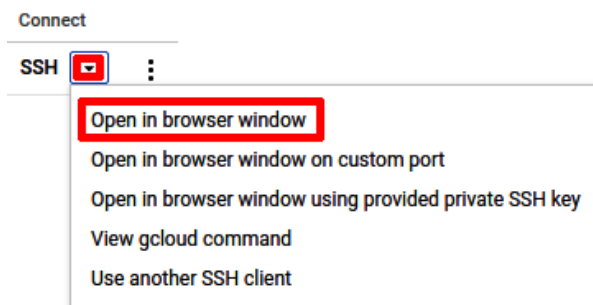 Connect
SSH
Open in browser window
Open in browser window on custom port
Open in browser window using provided private SSH key
View gcloud command
Use another SSH client